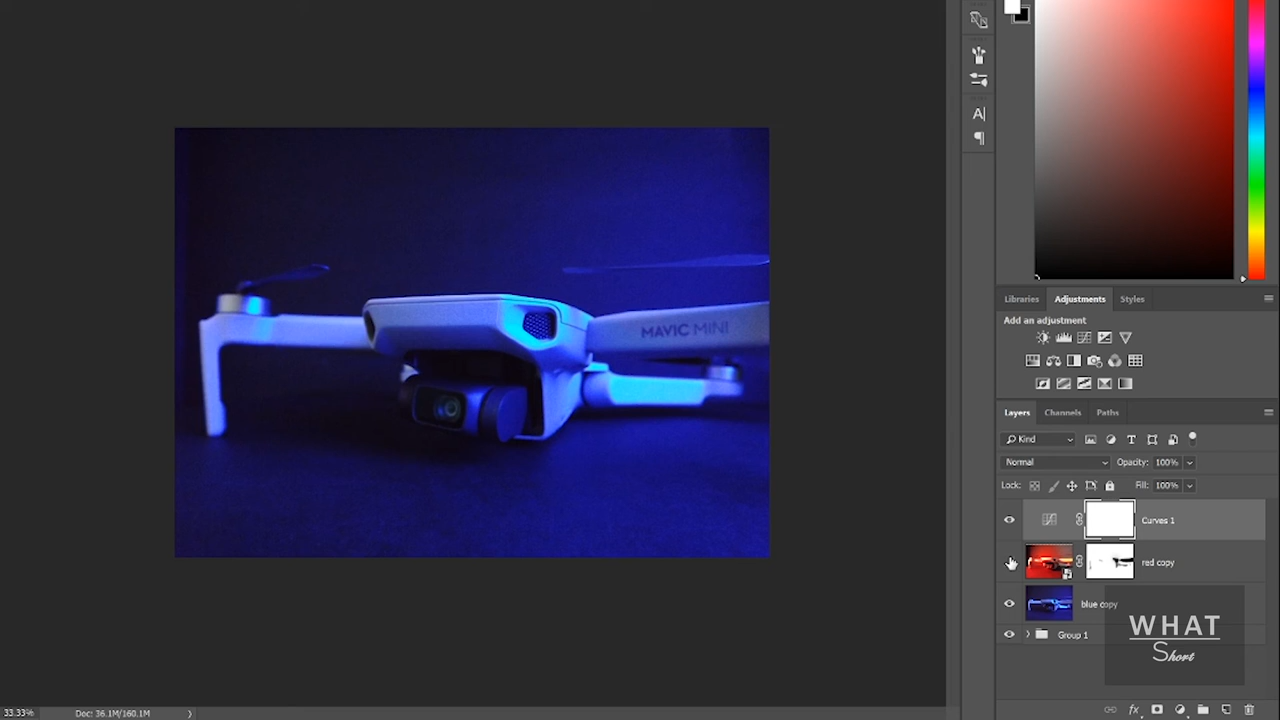 MAVIC MINI
Libraries Adjustments Styles
Add an adjustment
Layers Channels Paths
Kind
Normal Opacity: 100%
Lock: Fill: 100%
Curves 1
red copy
blue copy
Group 1
WHAT
Short
fx
33.33% Doc: 36.1M/160.1M